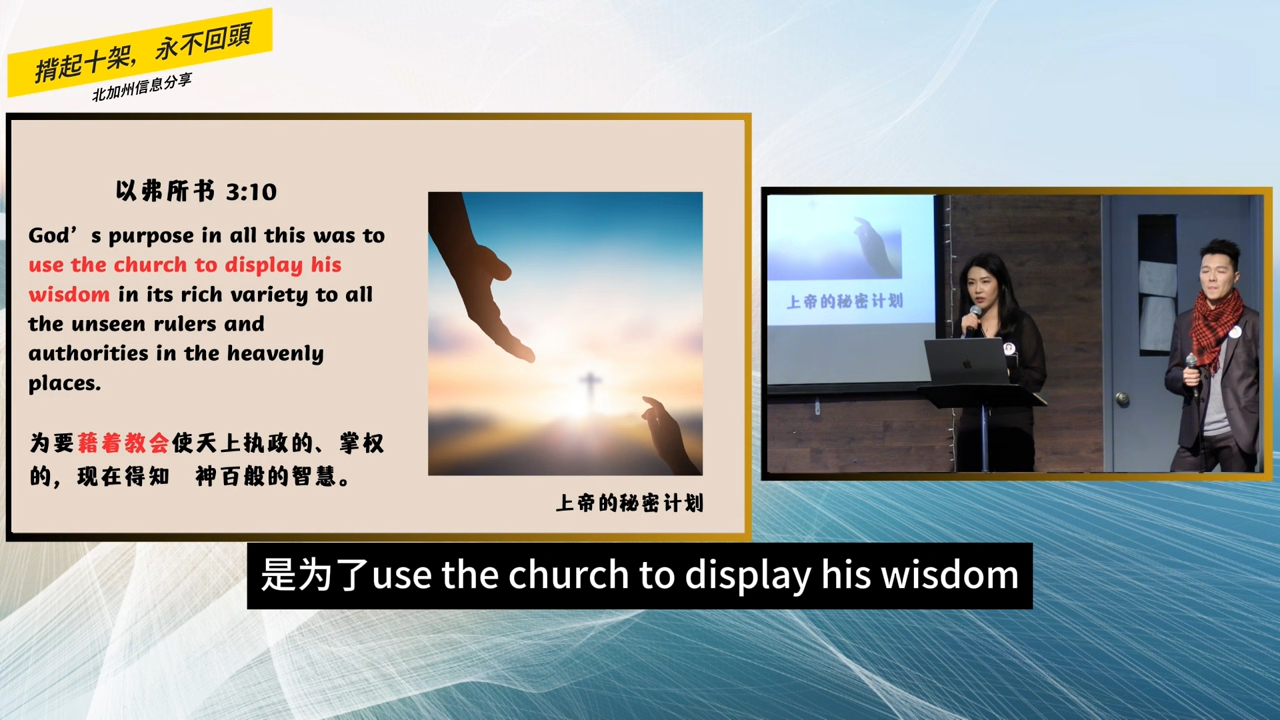 揹起十架，永不回頭
北加州信息分享
以弗所书 3:10
God’s purpose in all this was to
use the church to display his
wisdom in its rich variety to all
the unseen rulers and
authorities in the heavenly
places.
为要藉着教会使天上执政的、掌权
的，现在得知　神百般的智慧。
上帝的秘密计划
上帝的秘密计划
是为了use the church to display his wisdom